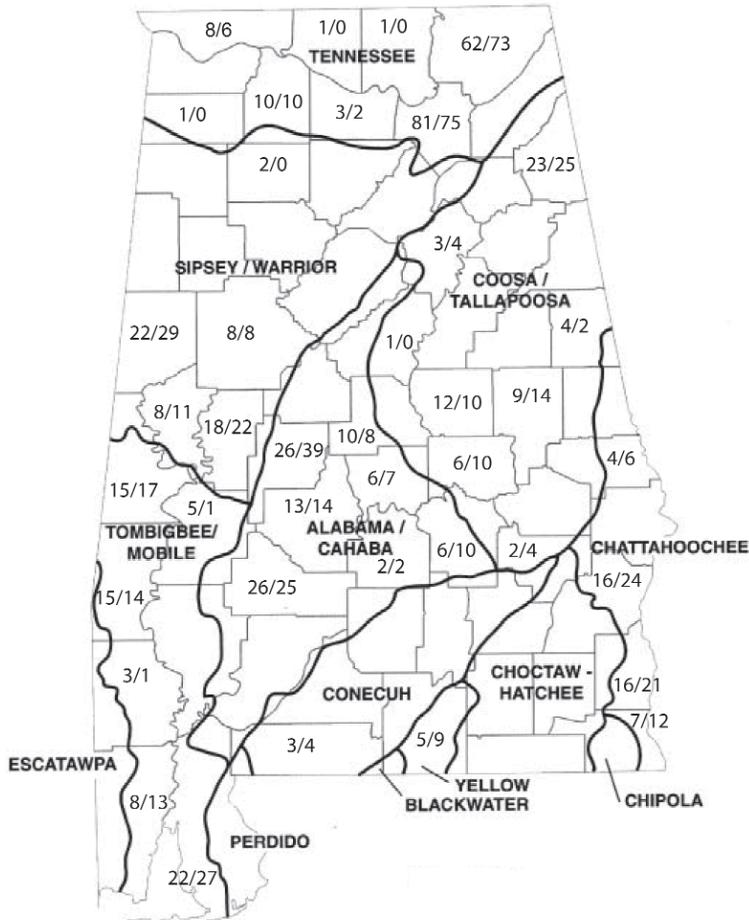 8/6
1/0
1/0
62/73
TENNESSEE
1/0
10/10
3/2
81/75
2/0
23/25
3/4
SIPSEY / WARRIOR
COOSA /
TALLAPOOSA
22/29
8/8
1/0
4/2
8/11
18/22
12/10
9/14
26/39
10/8
15/17
5/1
13/14
6/7
6/10
4/6
TOMBIGBEE/
MOBILE
ALABAMA /
CAHABA
2/2
6/10
2/4
CHATTAHOOCHEE
15/14
26/25
16/24
3/1
CONECUH
CHOCTAW -
HATCHEE
16/21
7/12
ESCATAWPA
3/4
5/9
8/13
YELLOW
BLACKWATER
CHIPOLA
PERDIDO
22/27